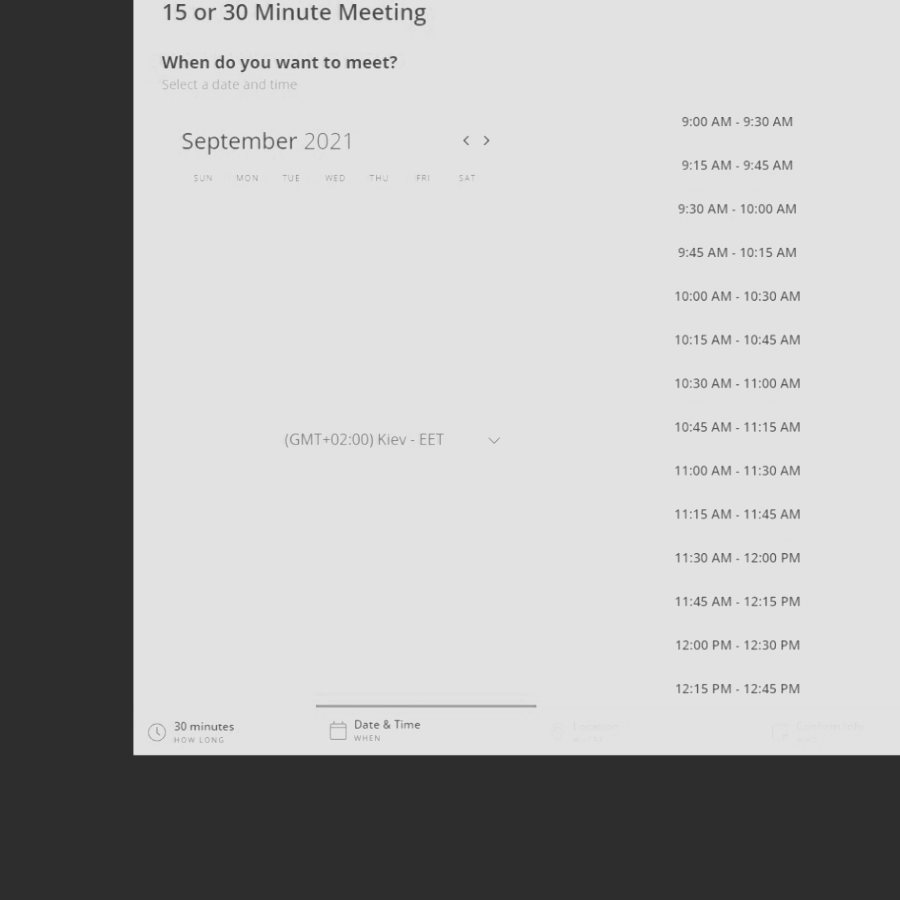 15 or 30 Minute Meeting
When do you want to meet?
Select a date and time
September 2021
SUN MON TUE WED THU FRI SAT
(GMT+02:00) Kiev - EET
9:00 AM - 9:30 AM
9:15 AM - 9:45 AM
9:30 AM - 10:00 AM
9:45 AM - 10:15 AM
10:00 AM - 10:30 AM
10:15 AM - 10:45 AM
10:30 AM - 11:00 AM
10:45 AM - 11:15 AM
11:00 AM - 11:30 AM
11:15 AM - 11:45 AM
11:30 AM - 12:00 PM
11:45 AM - 12:15 PM
12:00 PM - 12:30 PM
12:15 PM - 12:45 PM
30 minutes
HOW LONG
Date & Time
WHEN